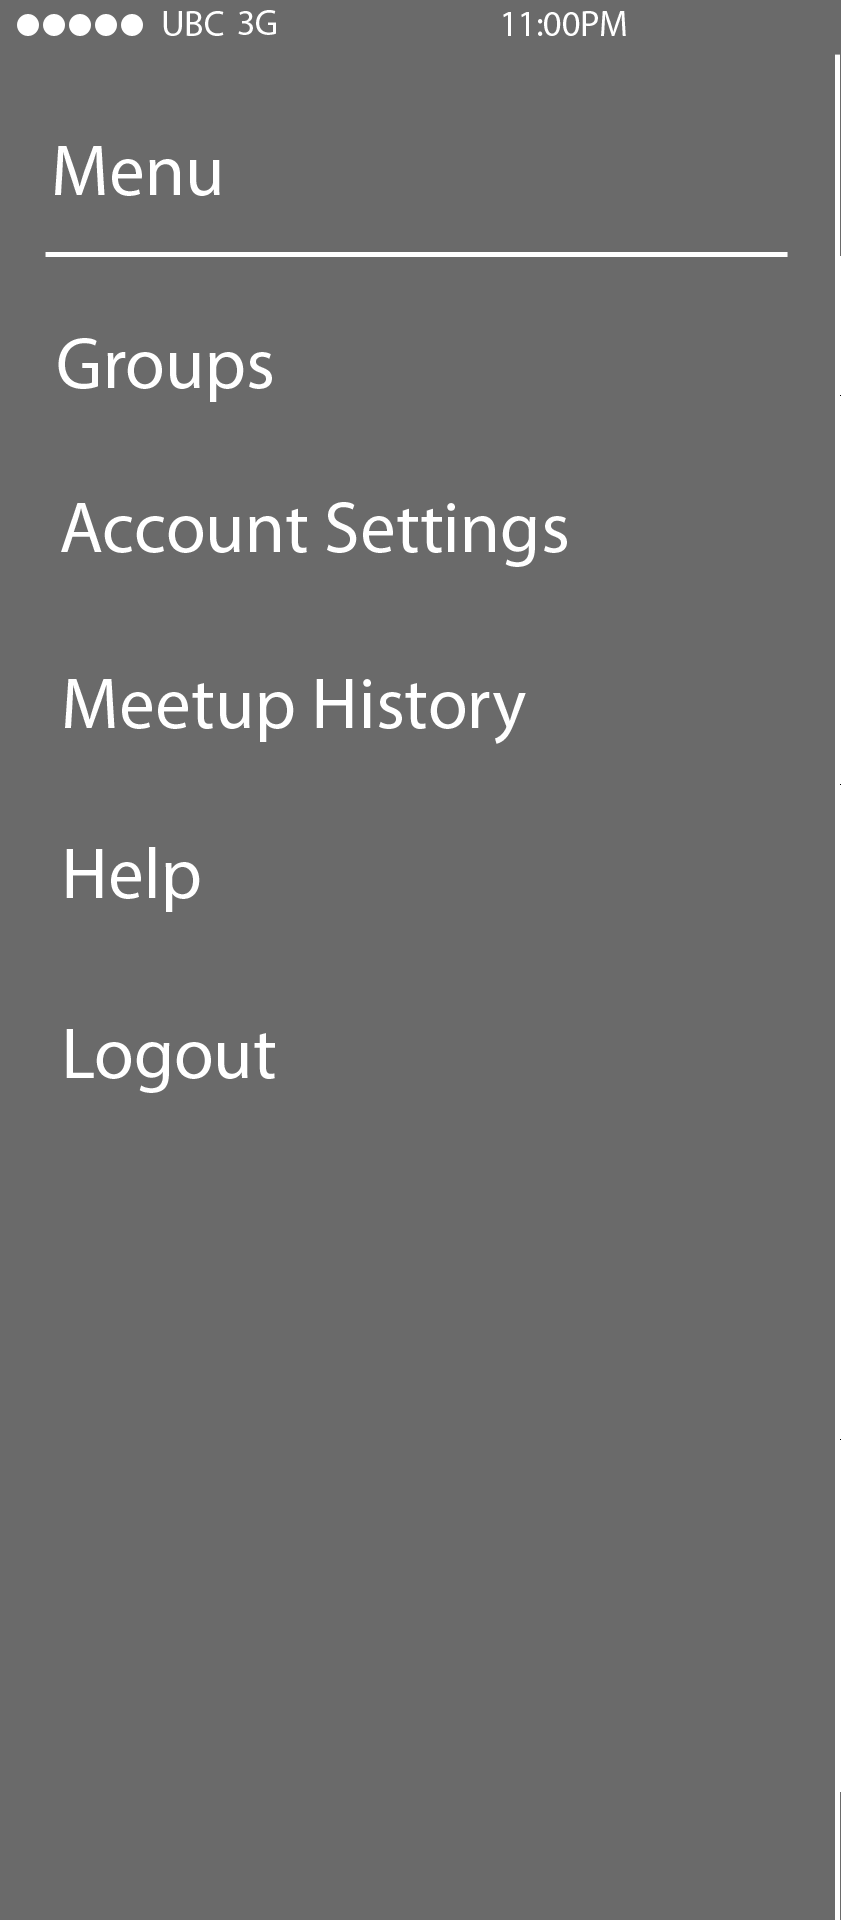 UBC 3G 11:00PM
Menu
Groups
Account Settings
Meetup History
Help
Logout